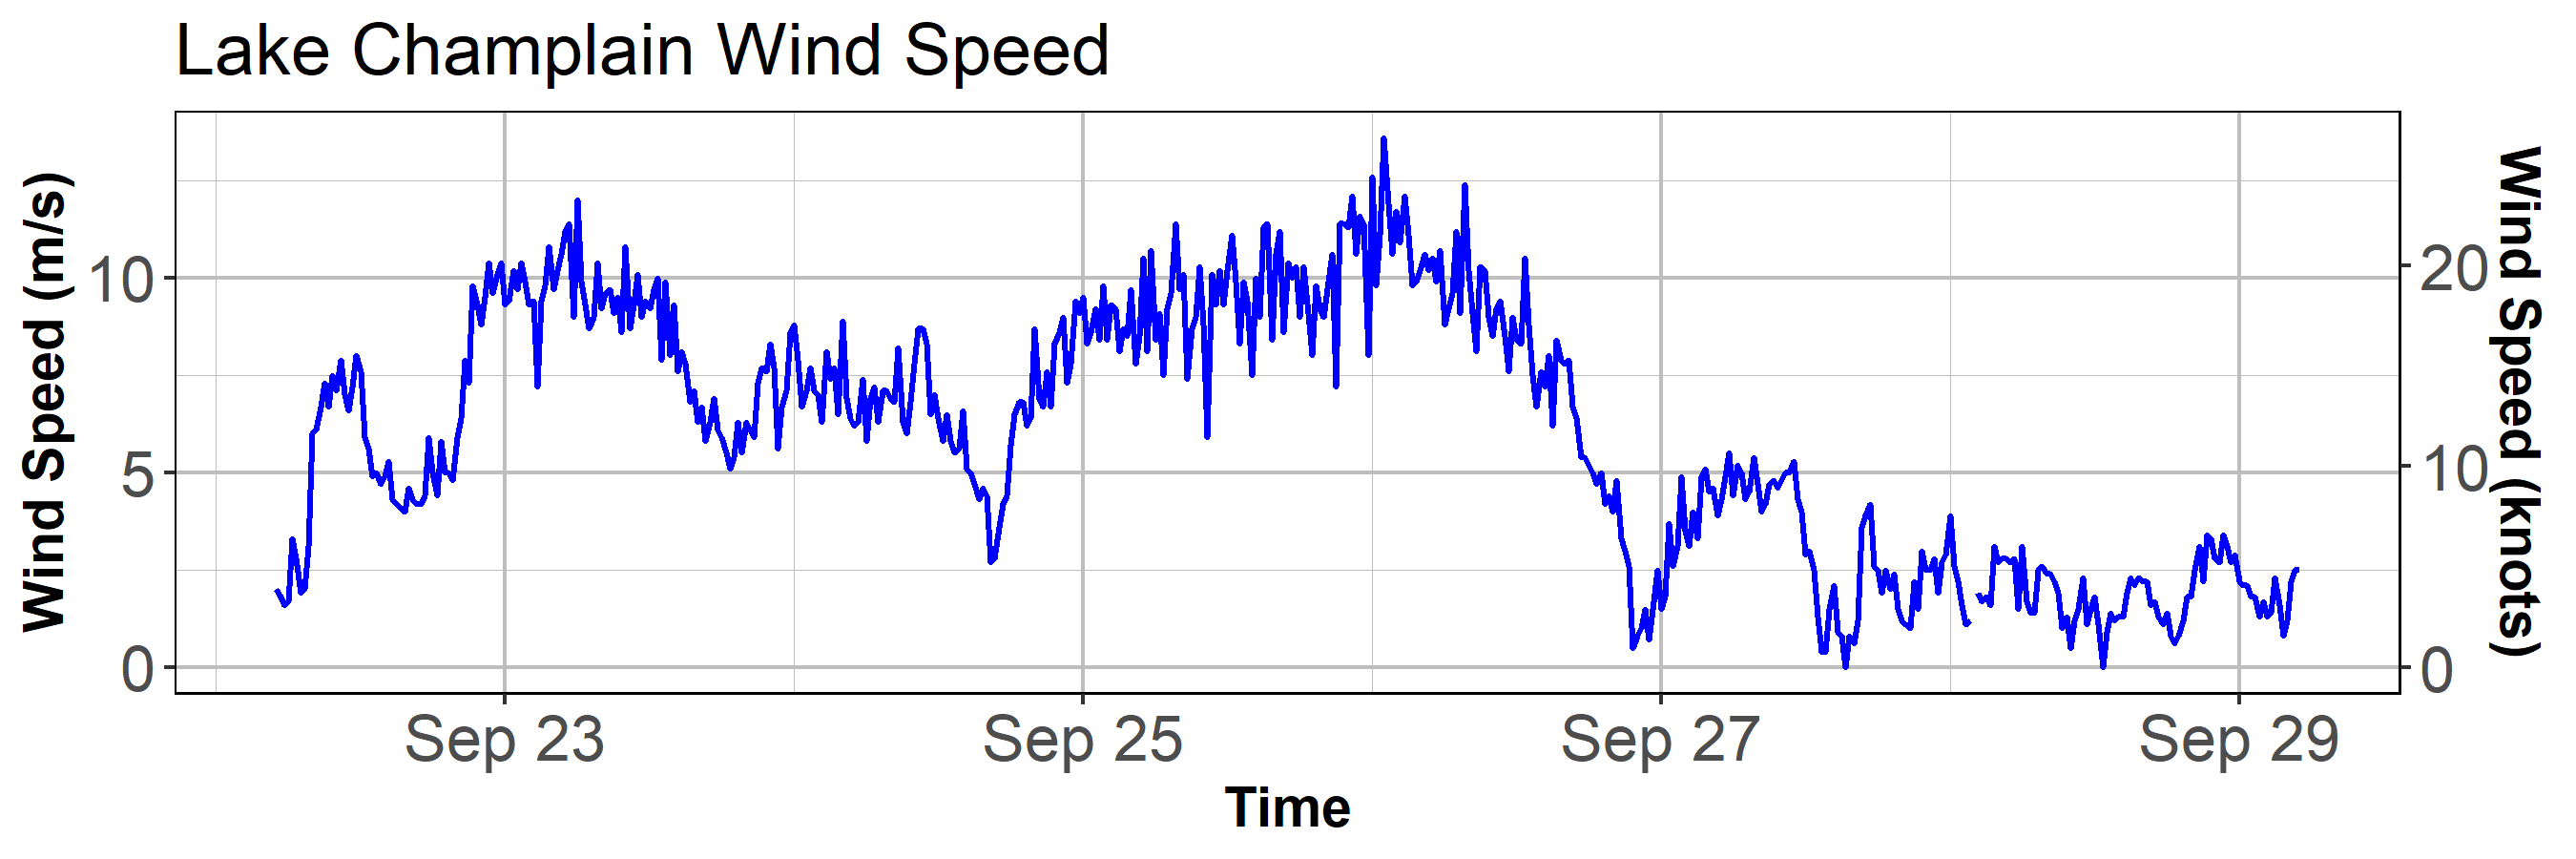 Lake Champlain Wind Speed
Wind Speed (m/s)
10
5
0
20
10
0
Wind Speed (knots)
Sep 23
Sep 25
Sep 27
Sep 29
Time